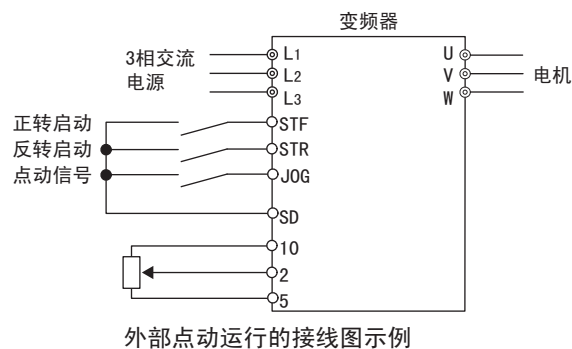 变频器
3相交流
电源
L1
L2
L3
U
V
W
电机
正转启动
STF
反转启动
STR
点动信号
JOG
SD
10
2
5
外部点动运行的接线图示例